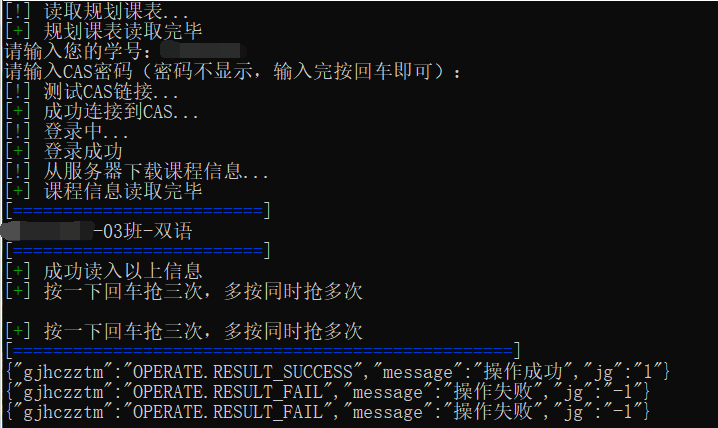 [!] 读取规划课表...
[+] 规划课表读取完毕
请输入您的学号：
请输入CAS密码（密码不显示，输入完按回车即可）：
[!] 测试CAS链接...
[+] 成功连接到CAS...
[!] 登录中...
[+] 登录成功
[!] 从服务器下载课程信息...
[+] 课程信息读取完毕
[=========================]
-03班-双语
[=========================]
[+] 成功读入以上信息
[+] 按一下回车抢三次，多按同时抢多次
[+] 按一下回车抢三次，多按同时抢多次
[==================================================]
{"gjhczztm":"OPERATE.RESULT_SUCCESS","message":"操作成功","jg":"1"}
{"gjhczztm":"OPERATE.RESULT_FAIL","message":"操作失败","jg":"-1"}
{"gjhczztm":"OPERATE.RESULT_FAIL","message":"操作失败","jg":"-1"}